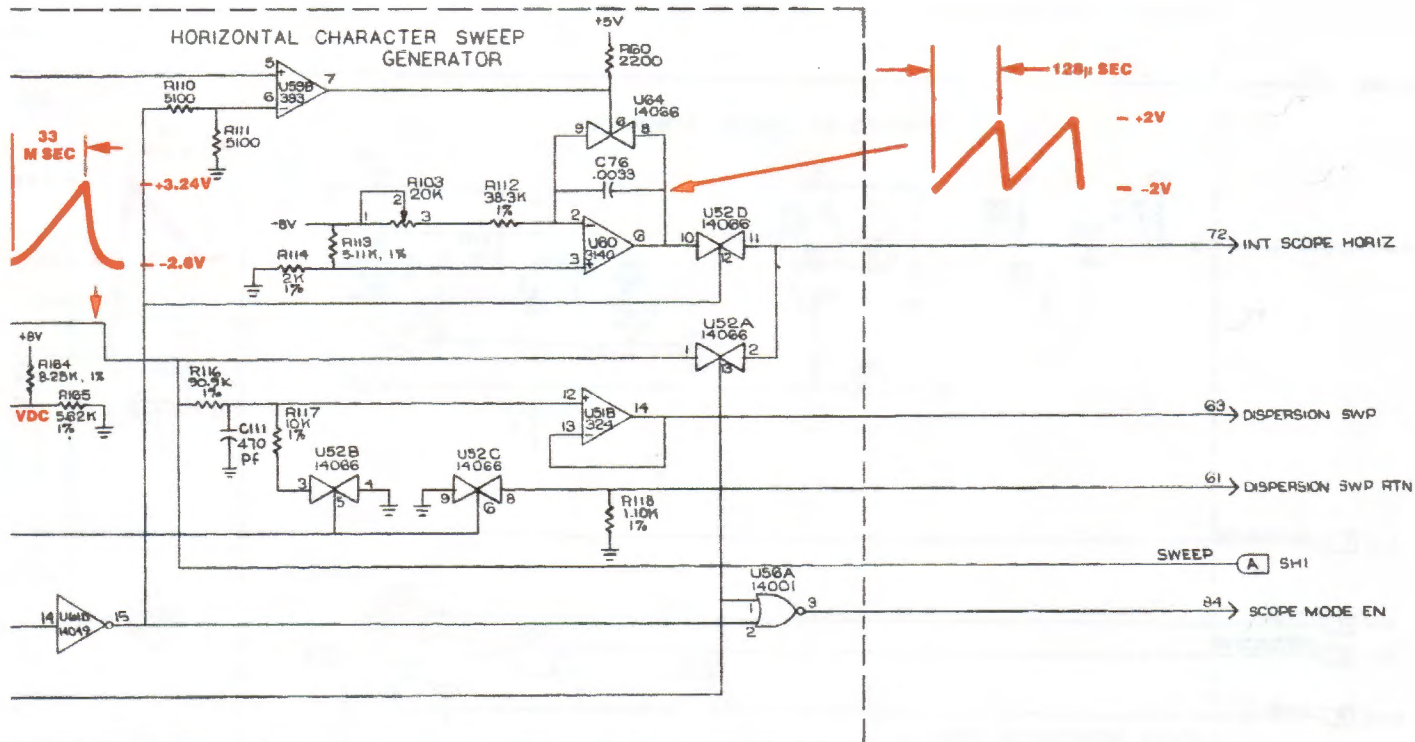 HORIZONTAL CHARACTER SWEEP
GENERATOR
+5V
R60
2200
5
7
6
U59B
393
R110
5100
R111
5100
U64
14066
9
6
8
C76
.0033
128µ SEC
+2V
-2V
33
M SEC
+3.24V
-2.6V
R103
20K
2
1
3
R112
38.3K
1%
-8V
R113
5.11K, 1%
R114
2K
1%
2
6
3
U60
3140
U52D
14066
10
11
12
72
INT SCOPE HORIZ
U52A
14066
1
2
13
+8V
R164
8.25K, 1%
VDC
R165
5.62K
1%
R116
90.9K
1%
C111
470
Pf
R117
10K
1%
12
14
13
U51B
324
63
DISPERSION SWP
U52B
14066
3
4
5
U52C
14066
9
8
6
R118
1.10K
1%
61
DISPERSION SWP RTN
SWEEP
A
SH1
U56A
14001
1
2
3
84
SCOPE MODE EN
14
15
14049